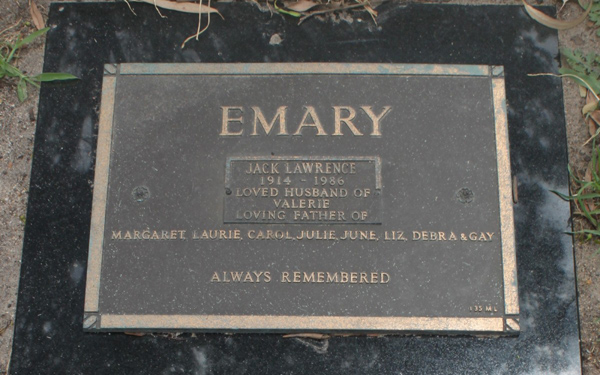 EMARY
JACK LAWRENCE
1914 - 1986
LOVED HUSBAND OF
VALERIE
LOVING FATHER OF
MARGARET, LAURIE, CAROL, JULIE, JUNE, LIZ, DEBRA & GAY
ALWAYS REMEMBERED